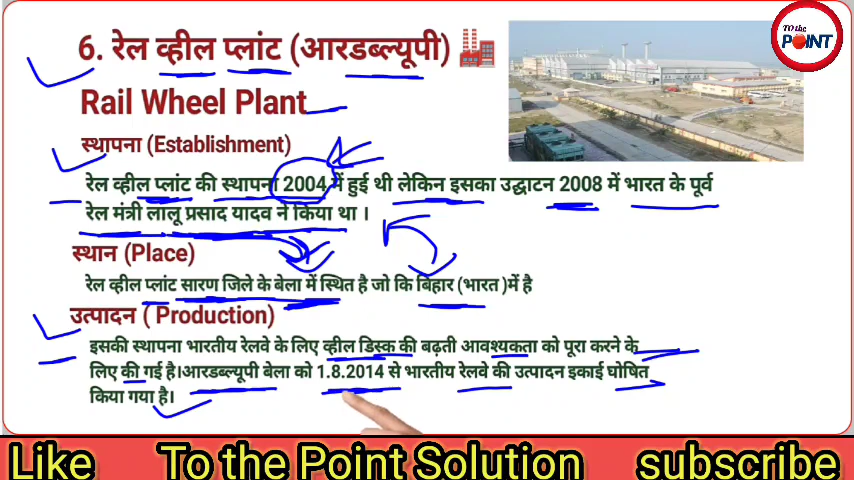 TO the
POINT
6. रेल व्हील प्लांट (आरडब्ल्यूपी)
Rail Wheel Plant
स्थापना (Establishment)
रेल व्हील प्लांट की स्थापना 2004 में हुई थी लेकिन इसका उद्घाटन 2008 में भारत के पूर्व
रेल मंत्री लालू प्रसाद यादव ने किया था ।
स्थान (Place)
रेल व्हील प्लांट सारण जिले के बेला में स्थित है जो कि बिहार (भारत )में है
उत्पादन ( Production)
इसकी स्थापना भारतीय रेलवे के लिए व्हील डिस्क की बढ़ती आवश्यकता को पूरा करने के
लिए की गई है।आरडब्ल्यूपी बेला को 1.8.2014 से भारतीय रेलवे की उत्पादन इकाई घोषित
किया गया है।
Like To the Point Solution subscribe